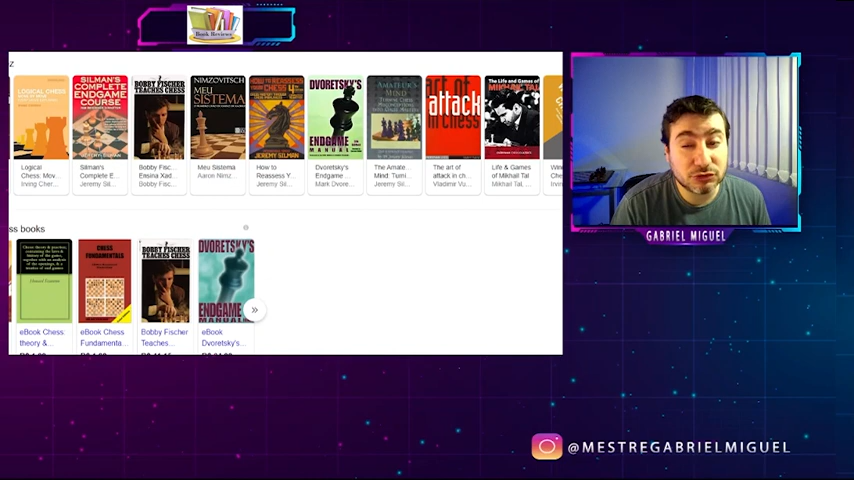 Book Reviews
z
LOGICAL CHESS
SILMAN'S
COMPLETE
ENDGAME
COURSE
BOBBY FISCHER
TEACHES CHESS
NIMZOVITSCH
MEU
SISTEMA
HOW TO
REASSESS YOUR
CHESS
JEREMY SILMAN
DVORETSKY'S
ENDGAME
MANUAL
THE AMATEUR'S
MIND
art of
attack
in chess
The Life and Games of
MIKHAIL TAL
Logical
Chess: Mov...
Irving Cher...
Silman's
Complete E...
Jeremy Sil...
Bobby Fisc...
Ensina Xad...
Bobby Fisc...
Meu Sistema
Aaron Nimz...
How to
Reassess Y...
Jeremy Sil...
Dvoretsky's
Endgame...
Mark Dvore...
The Amate...
Mind: Turni...
Jeremy Sil...
The art of
attack in ch...
Vladimir Vu...
Life & Games
of Mikhail Tal
Mikhail Tal, ...
ss books
CHESS
FUNDAMENTALS
BOBBY FISCHER
TEACHES CHESS
DVORETSKY'S
ENDGAME
MANUAL
»
eBook Chess:
theory &...
eBook Chess
Fundamenta...
Bobby Fischer
Teaches...
eBook
Dvoretsky's...
GABRIEL MIGUEL
@MESTREGABRIELMIGUEL